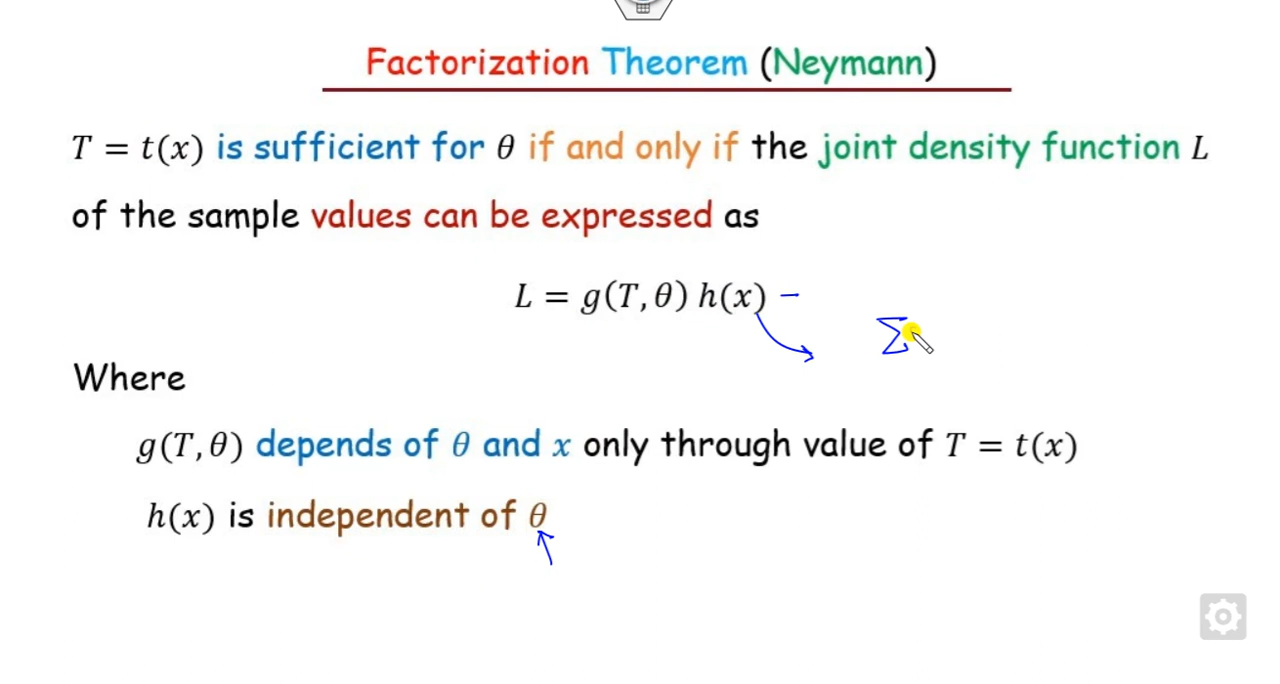 Factorization Theorem (Neymann)
T = t(x) is sufficient for θ if and only if the joint density function L
of the sample values can be expressed as
L = g(T, θ) h(x) –
Σ
Where
g(T, θ) depends of θ and x only through value of T = t(x)
h(x) is independent of θ